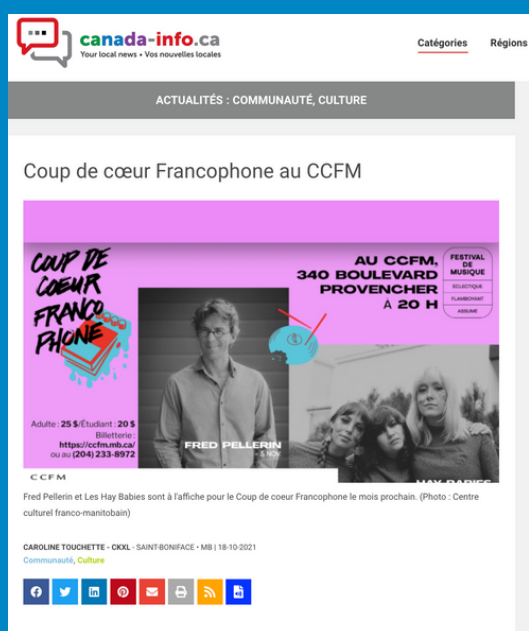 canada-info.ca
Your local news • Vos nouvelles locales
Catégories
Régions
ACTUALITÉS : COMMUNAUTÉ, CULTURE
Coup de cœur Francophone au CCFM
COUP DE
COEUR
FRANCO
PHONE
AU CCFM,
340 BOULEVARD
PROVENCHER
À 20 H
FESTIVAL
DE
MUSIQUE
ÉCLECTIQUE
FLAMBOYANT
ASSUMÉ
Adulte : 25 $/Étudiant : 20 $
Billetterie :
https://ccfm.mb.ca/
ou au (204) 233-8972
FRED PELLERIN
- 5 NOV
HAY BABIES
CCFM
Fred Pellerin et Les Hay Babies sont à l'affiche pour le Coup de coeur Francophone le mois prochain. (Photo : Centre
culturel franco-manitobain)
CAROLINE TOUCHETTE - CKXL - SAINT-BONIFACE • MB | 18-10-2021
Communauté, Culture